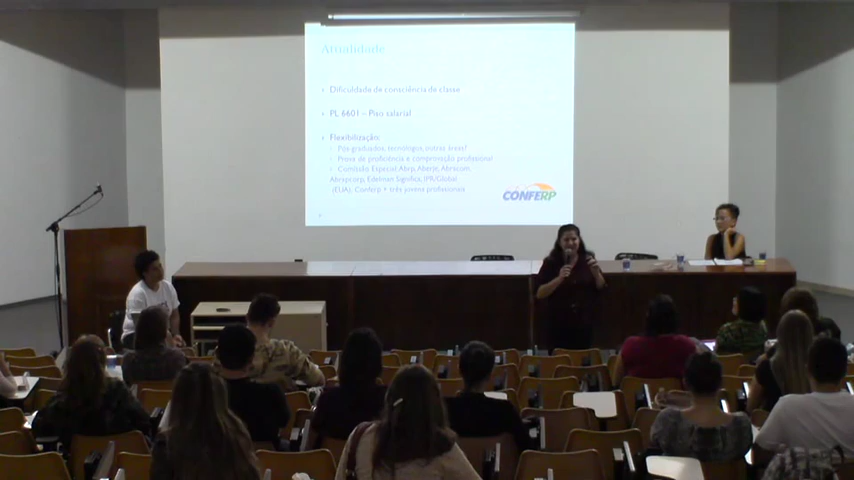 Atualidade
Dificuldade de consciência de classe
PL 6601 - Piso salarial
Flexibilização:
Pós-graduados, tecnólogos, outras áreas?
Prova de proficiência e comprovação profissional
Comissão Especial: Abrp, Aberje, Abracom,
Abrapcorp, Edelman Significa, IPR/Global
(EUA), Conferp + três jovens profissionais
CONFERP